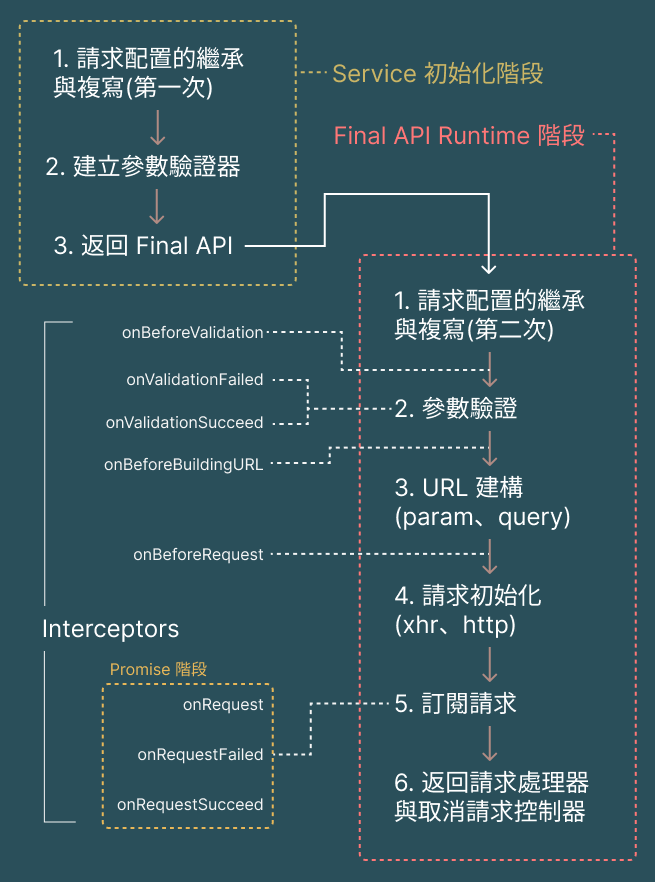 1. 請求配置的繼承
與複寫(第一次)
2. 建立參數驗證器
3. 返回 Final API
Service 初始化階段
Final API Runtime 階段
1. 請求配置的繼承
與複寫(第二次)
2. 參數驗證
3. URL 建構
(param、query)
4. 請求初始化
(xhr、http)
5. 訂閱請求
6. 返回請求處理器
與取消請求控制器
onBeforeValidation
onValidationFailed
onValidationSucceed
onBeforeBuildingURL
onBeforeRequest
Interceptors
Promise 階段
onRequest
onRequestFailed
onRequestSucceed